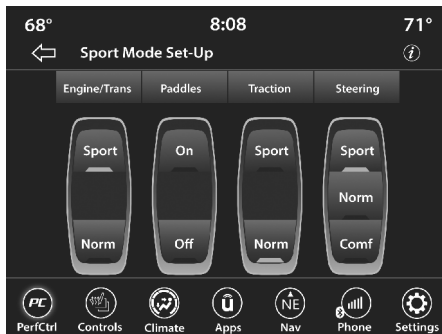 68° 8:08 71°
Sport Mode Set-Up i
Engine/Trans Paddles Traction Steering
Sport On Sport Sport
Norm
Norm Off Norm Comf
PC ū NE
PerfCtrl Controls Climate Apps Nav Phone Settings